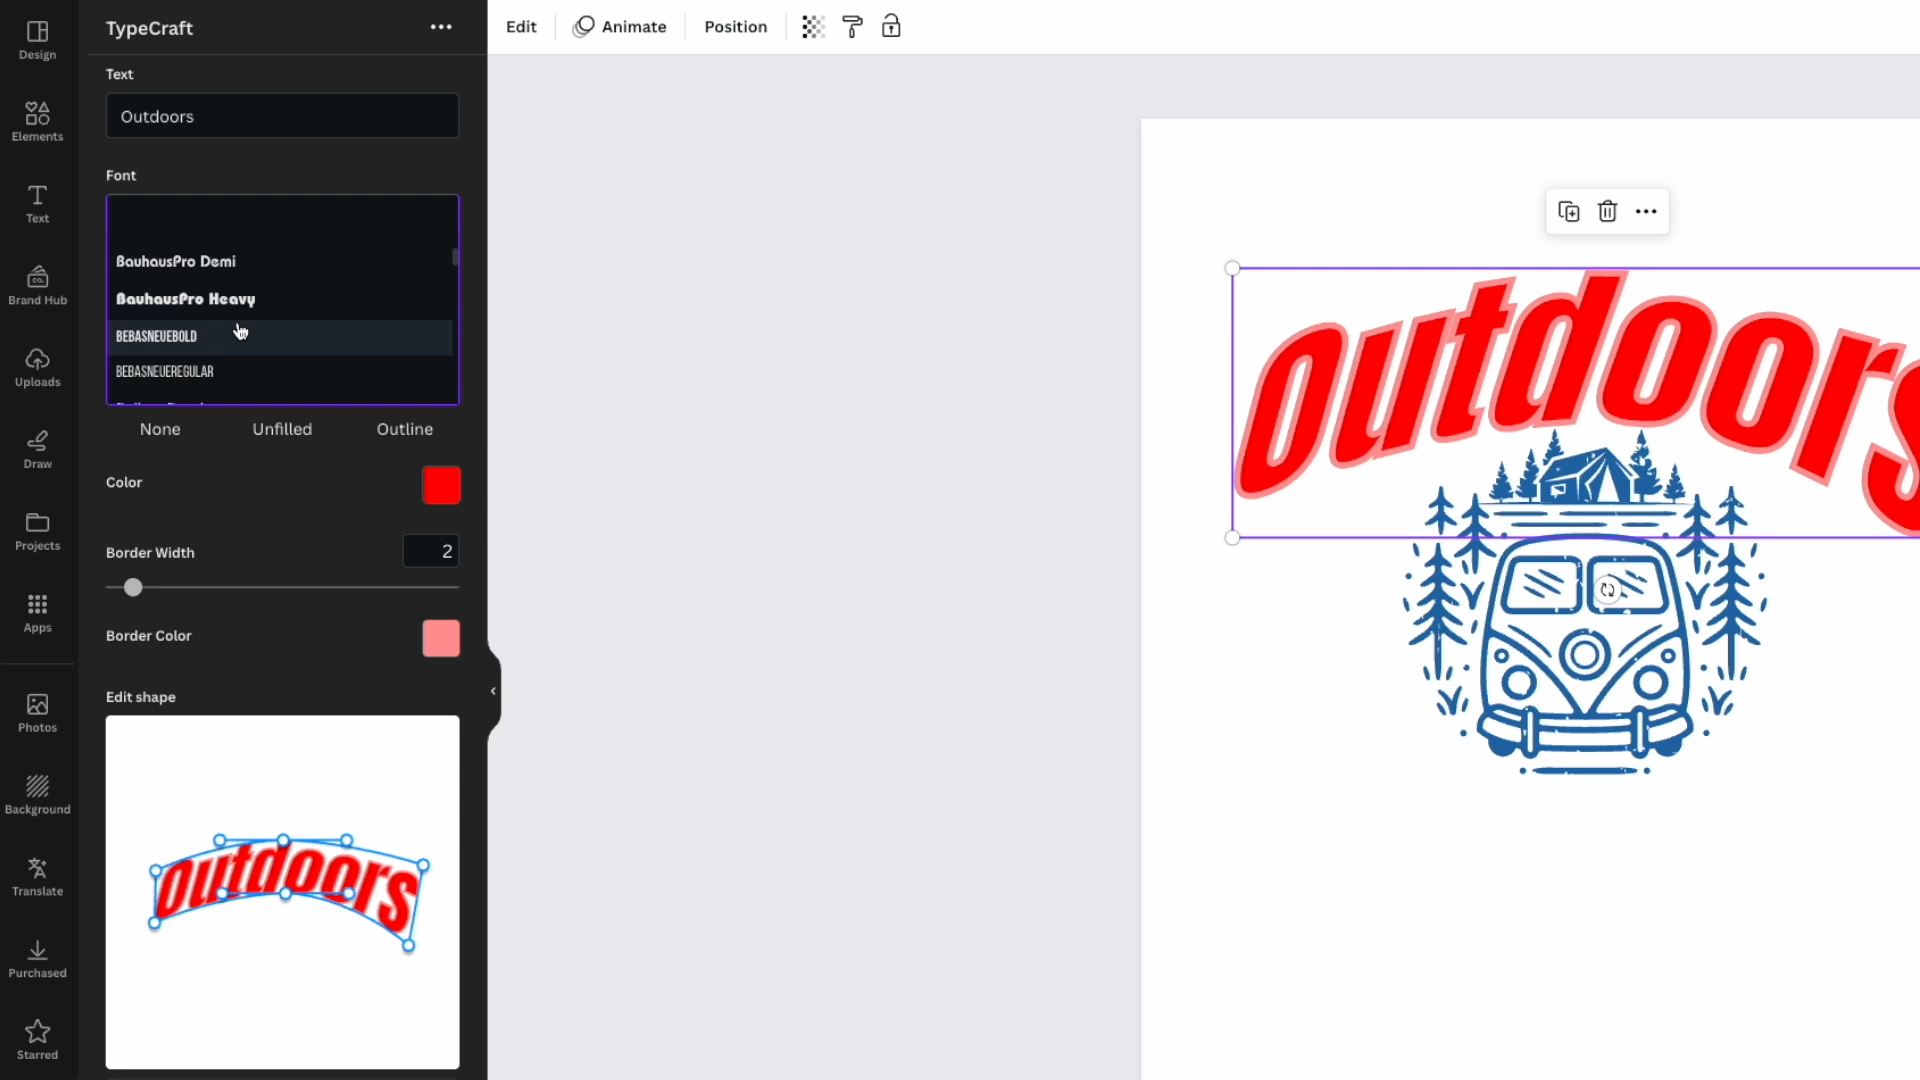 Design
Elements
Text
Brand Hub
Uploads
Draw
Projects
Apps
Photos
Background
Translate
Purchased
Starred
TypeCraft
Text
Outdoors
Font
BauhausPro Demi
BauhausPro Heavy
BEBASNEUEBOLD
BEBASNEUEREGULAR
None
Unfilled
Outline
Color
Border Width
2
Border Color
Edit shape
Outdoors
Edit
Animate
Position
CO.
Outdoors